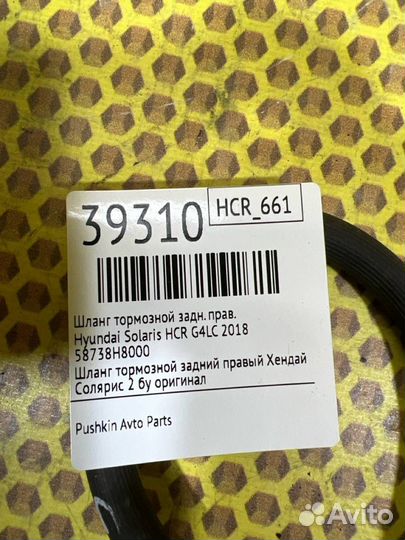 39310
HCR_661
Шланг тормозной задн. прав.
Hyundai Solaris HCR G4LC 2018
58738H8000
Шланг тормозной задний правый Хендай
Солярис 2 бу оригинал
Pushkin Avto Parts
Avito